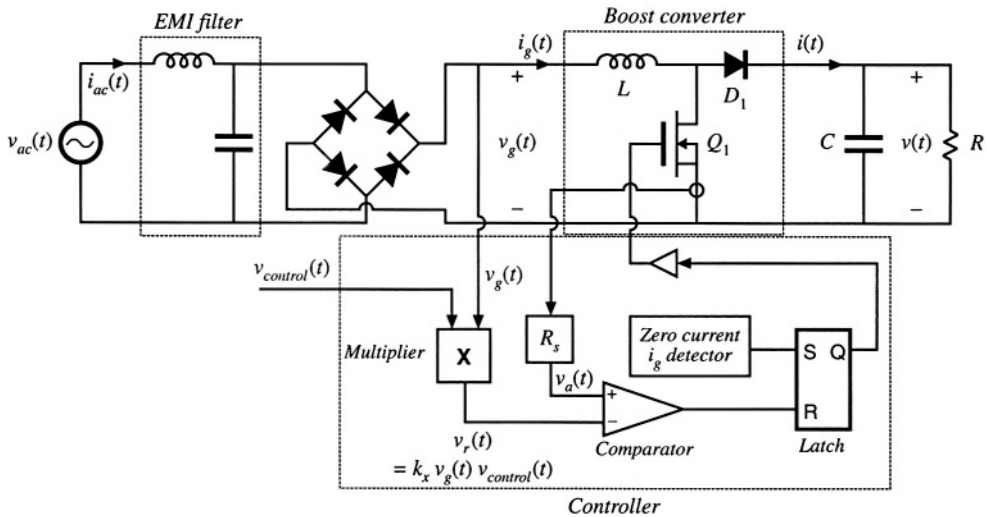 EMI filter
Boost converter
i_ac(t)
i_g(t)
i(t)
+
L
D_1
+
v_ac(t)
v_g(t)
Q_1
C
v(t)
R
–
–
v_control(t)
v_g(t)
Multiplier
X
R_s
Zero current
i_g detector
S Q
v_a(t)
+
–
R
v_r(t)
= k_x v_g(t) v_control(t)
Comparator
Latch
Controller